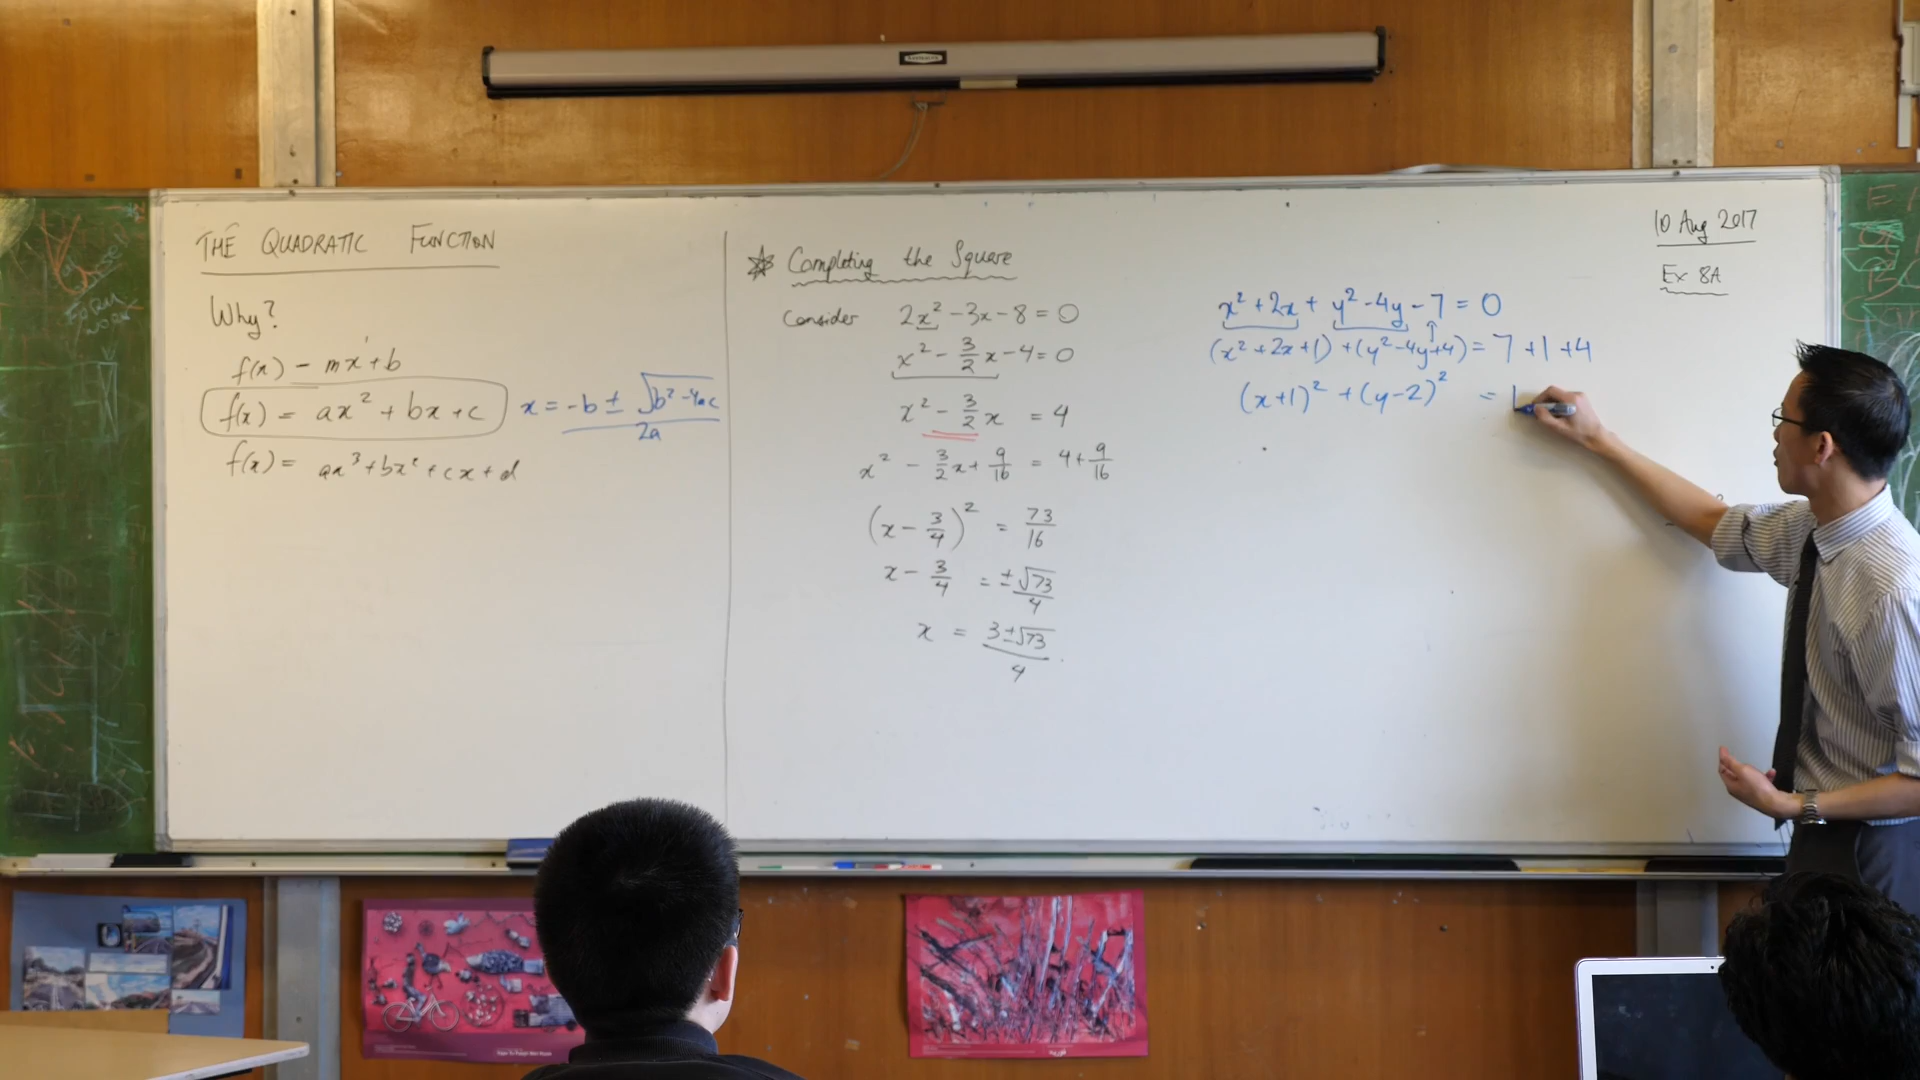 THE QUADRATIC FUNCTION
Why?
f(x) = mx¹ + b
f(x) = ax² + bx + c
x = -b ± √b² - 4ac / 2a
f(x) = ax³ + bx² + cx + d
Completing the Square
Consider 2x² - 3x - 8 = 0
x² - 3/2 x - 4 = 0
x² - 3/2 x = 4
x² - 3/2 x + 9/16 = 4 + 9/16
(x - 3/4)² = 73/16
x - 3/4 = ±√73/4
x = 3±√73 / 4
x² + 2x + y² - 4y - 7 = 0
(x² + 2x + 1) + (y² - 4y + 4) = 7 + 1 + 4
(x+1)² + (y-2)² = 1
10 Aug 2017
Ex 8A